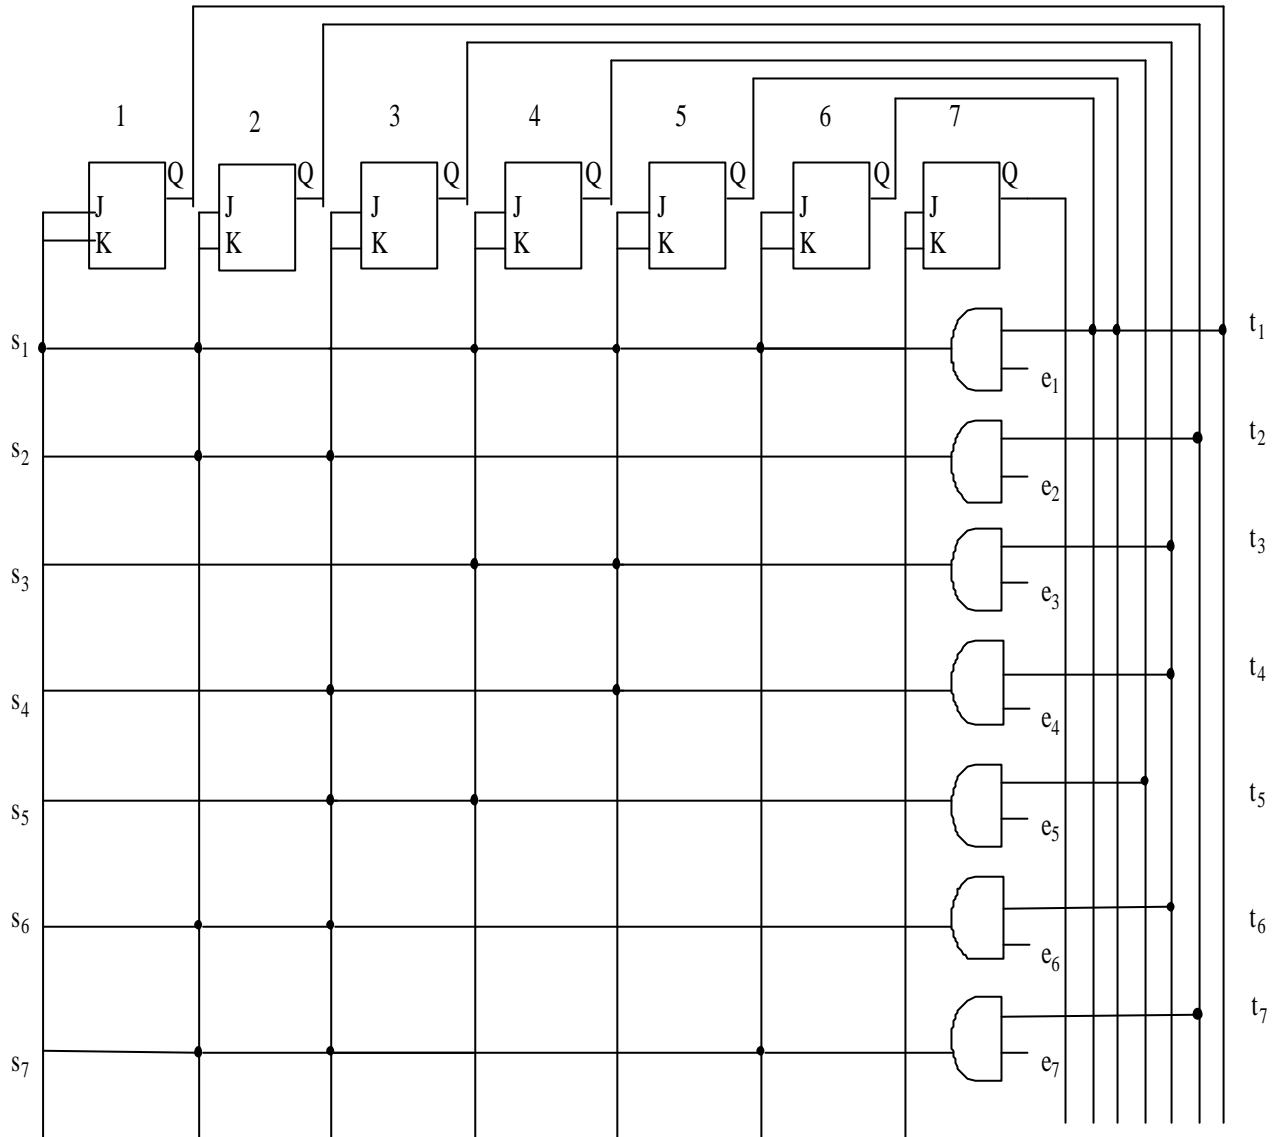 1 2 3 4 5 6 7
Q Q Q Q Q Q Q
J J J J J J J
K K K K K K K
s1 t1
e1
s2 t2
e2
s3 t3
e3
s4 t4
e4
s5 t5
e5
s6 t6
e6
s7 t7
e7